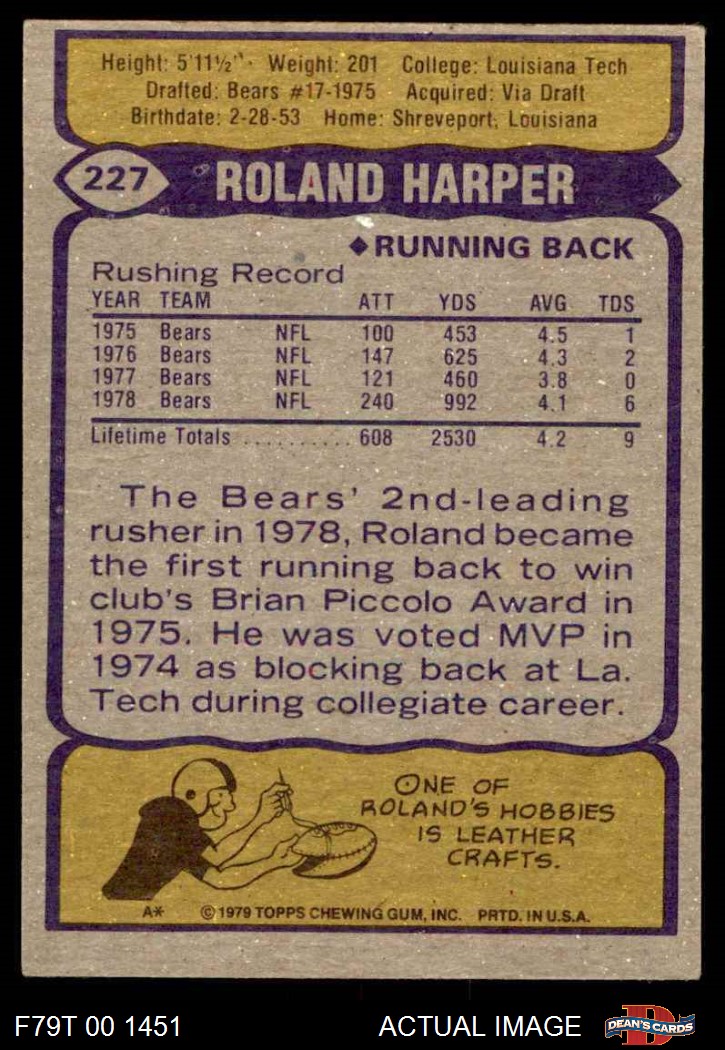 Height: 5'11½" · Weight: 201 College: Louisiana Tech
Drafted: Bears #17-1975 Acquired: Via Draft
Birthdate: 2-28-53 Home: Shreveport, Louisiana
227 ROLAND HARPER
◆RUNNING BACK
Rushing Record
YEAR TEAM ATT YDS AVG TDS
1975 Bears NFL 100 453 4.5 1
1976 Bears NFL 147 625 4.3 2
1977 Bears NFL 121 460 3.8 0
1978 Bears NFL 240 992 4.1 6
Lifetime Totals .......... 608 2530 4.2 9
The Bears' 2nd-leading
rusher in 1978, Roland became
the first running back to win
club's Brian Piccolo Award in
1975. He was voted MVP in
1974 as blocking back at La.
Tech during collegiate career.
ONE OF
ROLAND'S HOBBIES
IS LEATHER
CRAFTS.
A* © 1979 TOPPS CHEWING GUM, INC. PRTD. IN U.S.A.
F79T 00 1451 ACTUAL IMAGE D DEAN'S CARDS